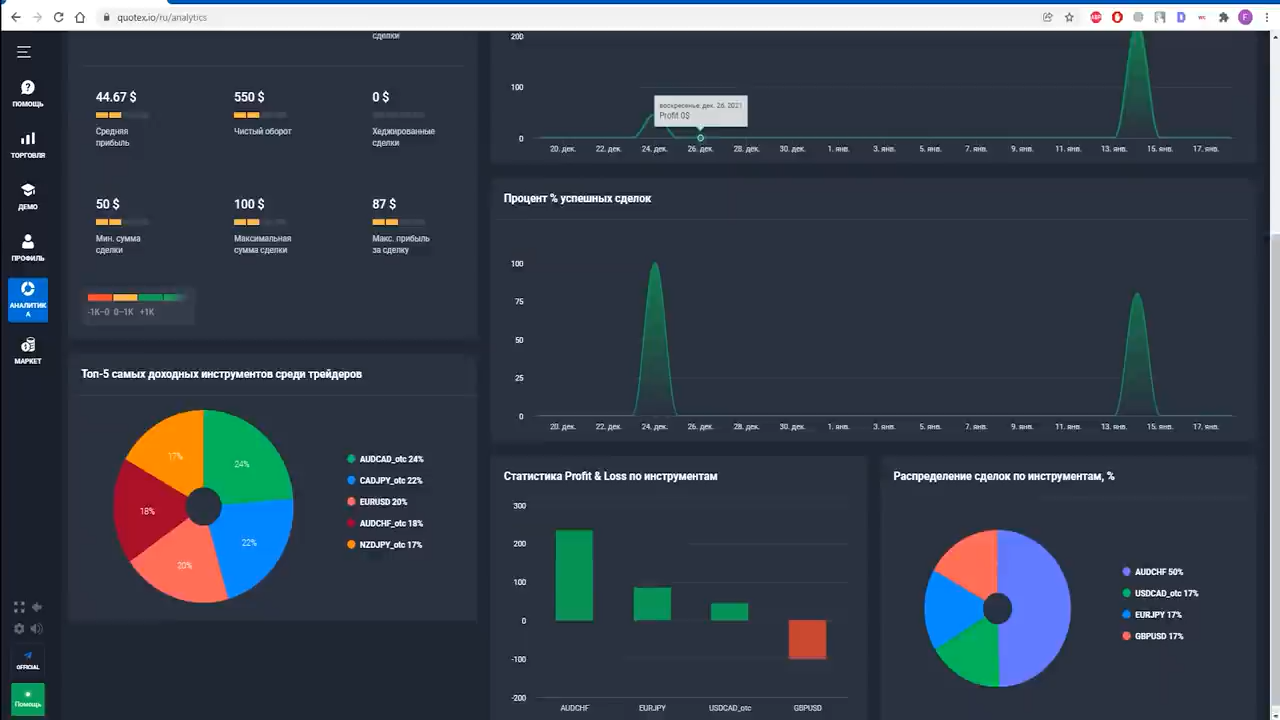 quotex.io/ru/analytics
ABP
F
ПОМОЩЬ
ТОРГОВЛЯ
ДЕМО
ПРОФИЛЬ
АНАЛИТИК
А
МАРКЕТ
OFFICIAL
Помощь
сделки
44.67 $
550 $
0 $
Средняя
прибыль
Чистый оборот
Хеджированные
сделки
50 $
100 $
87 $
Мин. сумма
сделки
Максимальная
сумма сделки
Макс. прибыль
за сделку
-1K-0 0-1K +1K
Топ-5 самых доходных инструментов среди трейдеров
17%
24%
18%
22%
20%
AUDCAD_otc 24%
CADJPY_otc 22%
EURUSD 20%
AUDCHF_otc 18%
NZDJPY_otc 17%
200
100
0
воскресенье, дек. 26, 2021
Profit 0$
20. дек. 22. дек. 24. дек. 26. дек. 28. дек. 30. дек. 1. янв. 3. янв. 5. янв. 7. янв. 9. янв. 11. янв. 13. янв. 15. янв. 17. янв.
Процент % успешных сделок
100
75
50
25
0
20. дек. 22. дек. 24. дек. 26. дек. 28. дек. 30. дек. 1. янв. 3. янв. 5. янв. 7. янв. 9. янв. 11. янв. 13. янв. 15. янв. 17. янв.
Статистика Profit & Loss по инструментам
300
200
100
0
-100
-200
AUDCHF EURJPY USDCAD_otc GBPUSD
Распределение сделок по инструментам, %
AUDCHF 50%
USDCAD_otc 17%
EURJPY 17%
GBPUSD 17%